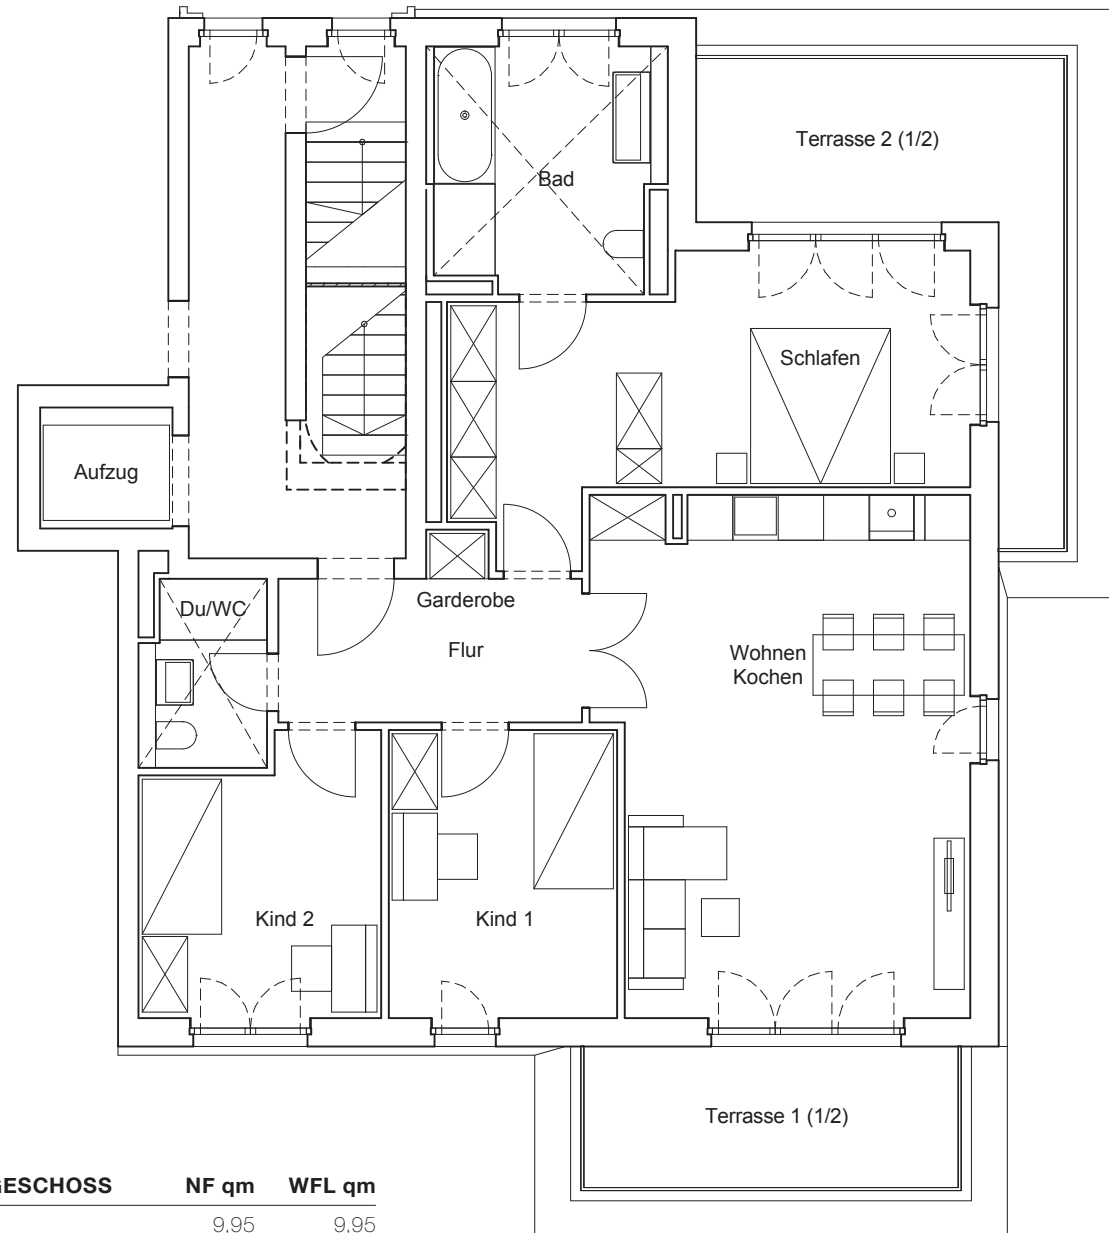 Terrasse 2 (1/2)
Bad
Schlafen
Aufzug
Du/WC
Garderobe
Flur
Wohnen
Kochen
Kind 2
Kind 1
Terrasse 1 (1/2)
NF qm WFL qm
9,95 9,95